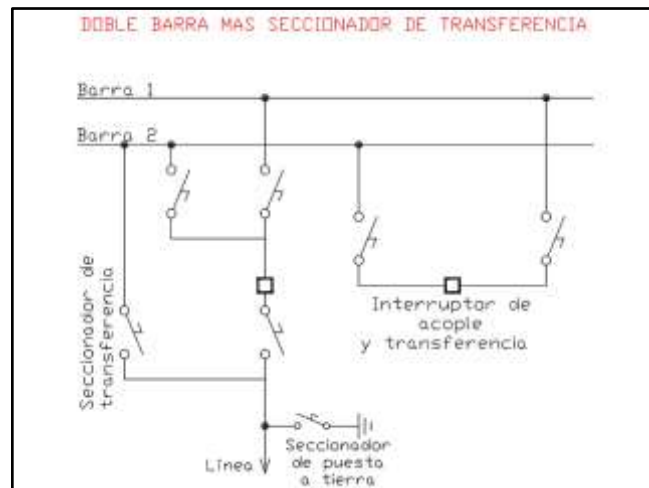 DOBLE BARRA MAS SECCIONADOR DE TRANSFERENCIA
Barra 1
Barra 2
Seccionador de
transferencia
Interruptor de
acople
y transferencia
Seccionador
de puesta
a tierra
Línea